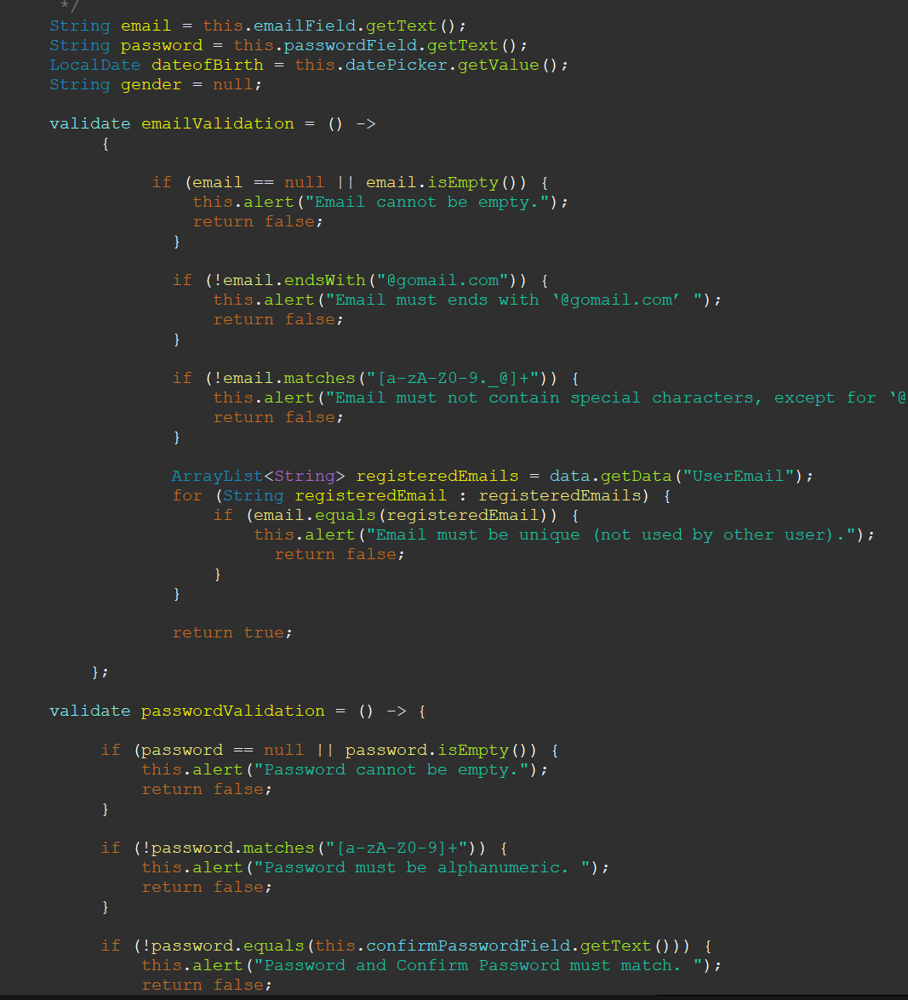 */
String email = this.emailField.getText();
String password = this.passwordField.getText();
LocalDate dateofBirth = this.datePicker.getValue();
String gender = null;
validate emailValidation = () ->
{
if (email == null || email.isEmpty()) {
this.alert("Email cannot be empty.");
return false;
}
if (!email.endsWith("@gomail.com")) {
this.alert("Email must ends with ‘@gomail.com’ ");
return false;
}
if (!email.matches("[a-zA-Z0-9._@]+")) {
this.alert("Email must not contain special characters, except for ‘@
return false;
}
ArrayList<String> registeredEmails = data.getData("UserEmail");
for (String registeredEmail : registeredEmails) {
if (email.equals(registeredEmail)) {
this.alert("Email must be unique (not used by other user).");
return false;
}
}
return true;
};
validate passwordValidation = () -> {
if (password == null || password.isEmpty()) {
this.alert("Password cannot be empty.");
return false;
}
if (!password.matches("[a-zA-Z0-9]+")) {
this.alert("Password must be alphanumeric. ");
return false;
}
if (!password.equals(this.confirmPasswordField.getText())) {
this.alert("Password and Confirm Password must match. ");
return false;